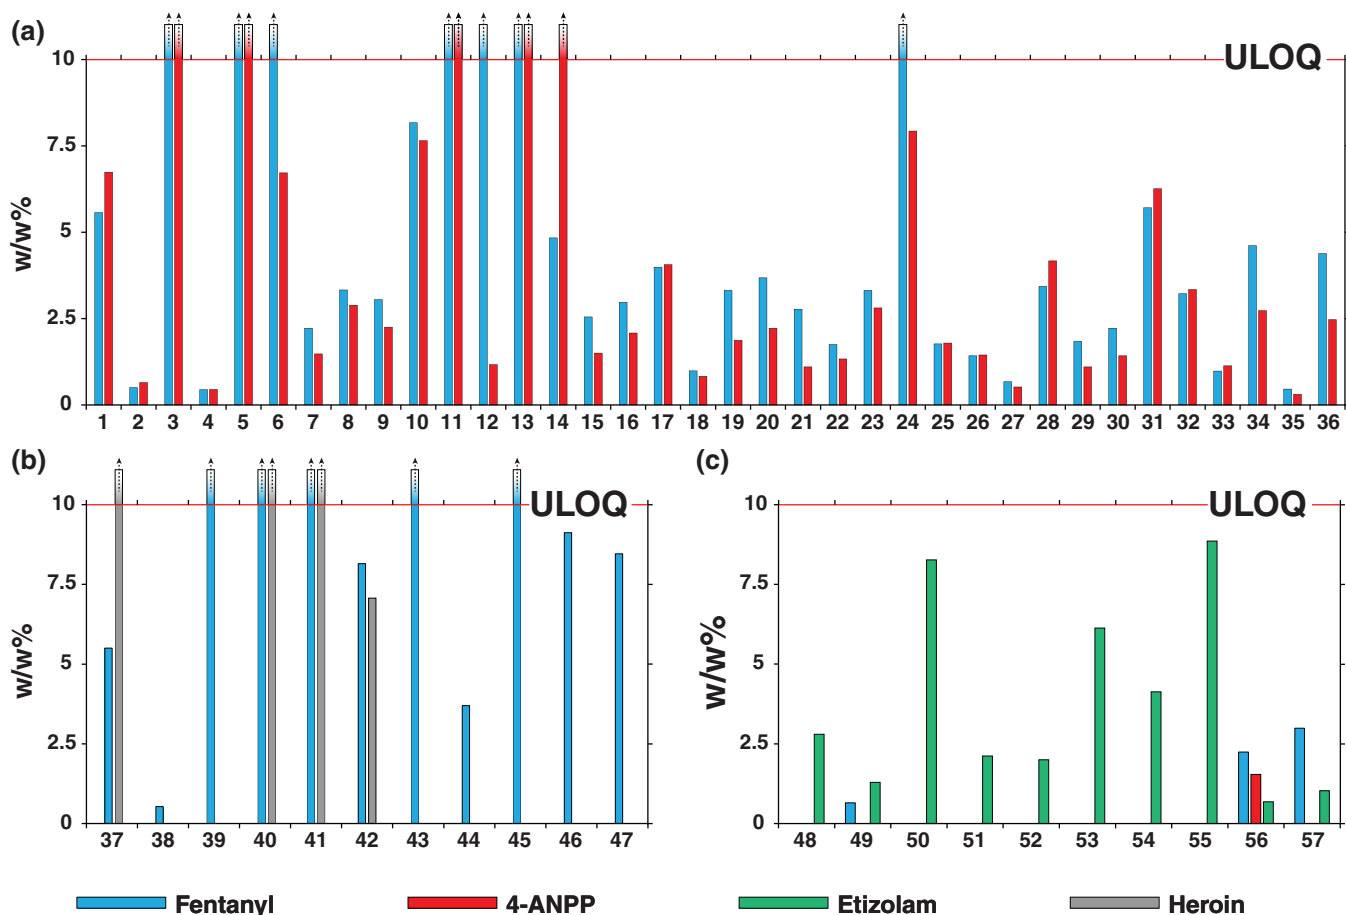 (a)
ULOQ
10
7.5
5
2.5
0
w/w%
1 2 3 4 5 6 7 8 9 10 11 12 13 14 15 16 17 18 19 20 21 22 23 24 25 26 27 28 29 30 31 32 33 34 35 36
(b)
ULOQ
10
7.5
5
2.5
0
w/w%
37 38 39 40 41 42 43 44 45 46 47
(c)
ULOQ
10
7.5
5
2.5
0
w/w%
48 49 50 51 52 53 54 55 56 57
Fentanyl 4-ANPP Etizolam Heroin